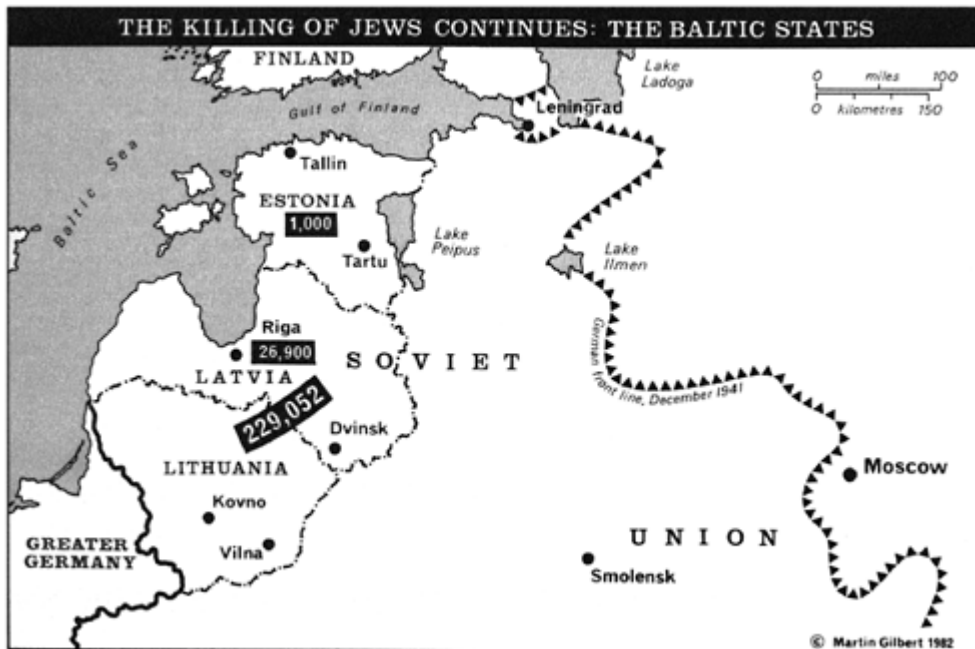 THE KILLING OF JEWS CONTINUES: THE BALTIC STATES
FINLAND
Lake
Ladoga
0 miles 100
0 kilometres 150
Leningrad
Gulf of Finland
Baltic Sea
Tallin
ESTONIA
1,000
Tartu
Lake
Peipus
Lake
Ilmen
Riga
26,900
LATVIA
SOVIET
German front line, December 1941
229,052
Dvinsk
LITHUANIA
Moscow
Kovno
Vilna
GREATER
GERMANY
UNION
Smolensk
© Martin Gilbert 1982